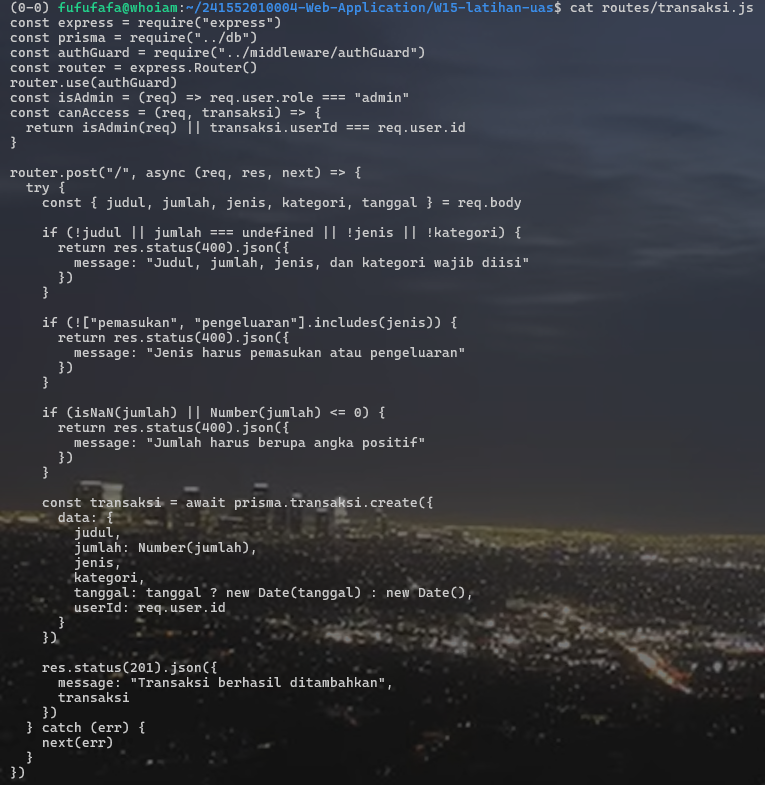 (0-0) fufufafa@whoiam:~/241552010004-Web-Application/W15-latihan-uas$ cat routes/transaksi.js
const express = require("express")
const prisma = require("../db")
const authGuard = require("../middleware/authGuard")
const router = express.Router()
router.use(authGuard)
const isAdmin = (req) => req.user.role === "admin"
const canAccess = (req, transaksi) => {
  return isAdmin(req) || transaksi.userId === req.user.id
}

router.post("/", async (req, res, next) => {
  try {
    const { judul, jumlah, jenis, kategori, tanggal } = req.body

    if (!judul || jumlah === undefined || !jenis || !kategori) {
      return res.status(400).json({
        message: "Judul, jumlah, jenis, dan kategori wajib diisi"
      })
    }

    if (!["pemasukan", "pengeluaran"].includes(jenis)) {
      return res.status(400).json({
        message: "Jenis harus pemasukan atau pengeluaran"
      })
    }

    if (isNaN(jumlah) || Number(jumlah) <= 0) {
      return res.status(400).json({
        message: "Jumlah harus berupa angka positif"
      })
    }

    const transaksi = await prisma.transaksi.create({
      data: {
        judul,
        jumlah: Number(jumlah),
        jenis,
        kategori,
        tanggal: tanggal ? new Date(tanggal) : new Date(),
        userId: req.user.id
      }
    })

    res.status(201).json({
      message: "Transaksi berhasil ditambahkan",
      transaksi
    })
  } catch (err) {
    next(err)
  }
})